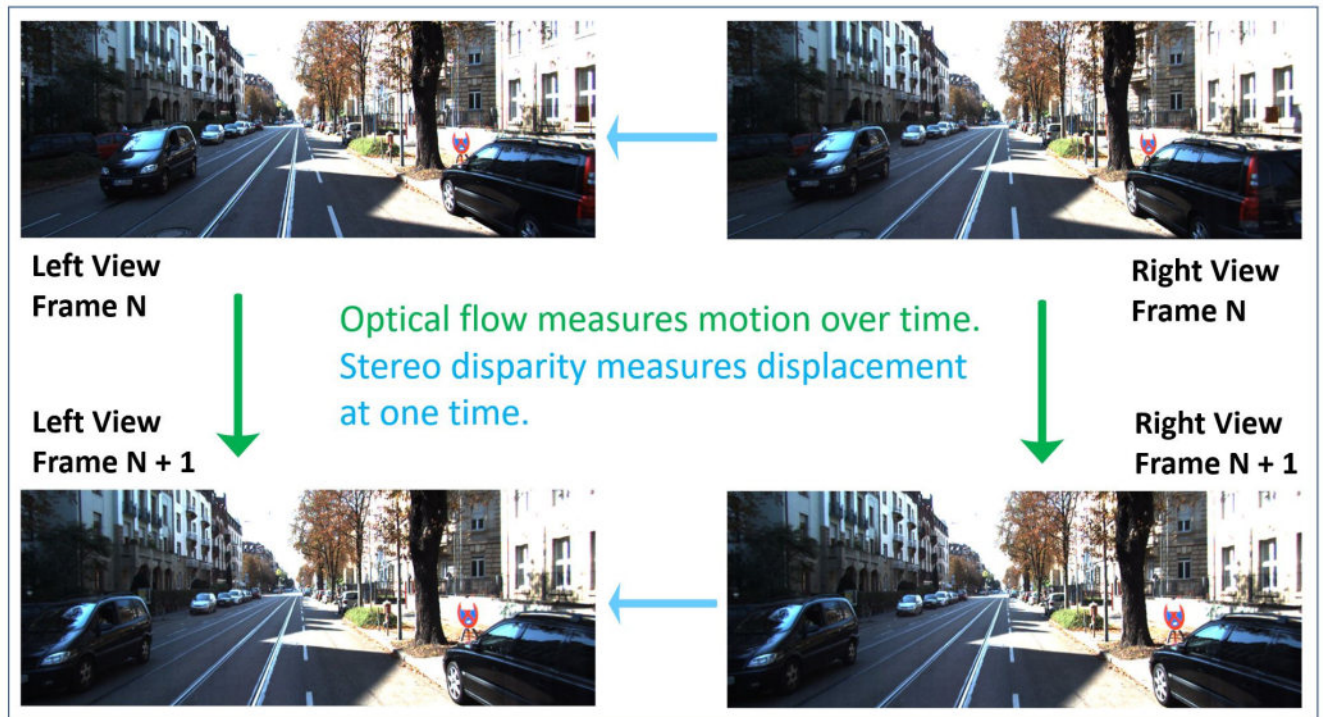 Left View
Frame N
Right View
Frame N
Optical flow measures motion over time.
Stereo disparity measures displacement
at one time.
Left View
Frame N + 1
Right View
Frame N + 1